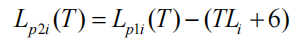 L_{p2i}(T) = L_{p1i}(T) − (TL_i + 6)